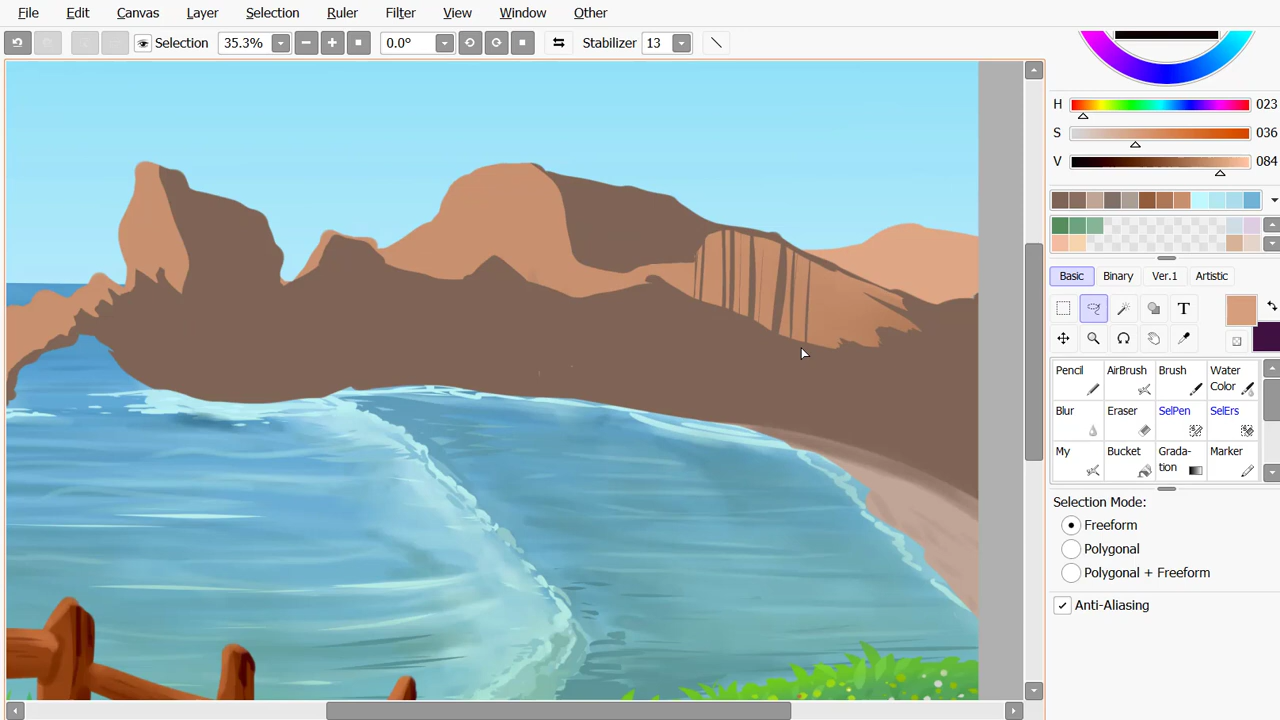 File Edit Canvas Layer Selection Ruler Filter View Window Other
Selection 35.3% 0.0° Stabilizer 13
H 023
S 036
V 084
Basic Binary Ver.1 Artistic
T
Pencil AirBrush Brush Water Color
Blur Eraser SelPen SelErs
My Bucket Grada-tion Marker
Selection Mode:
Freeform
Polygonal
Polygonal + Freeform
Anti-Aliasing